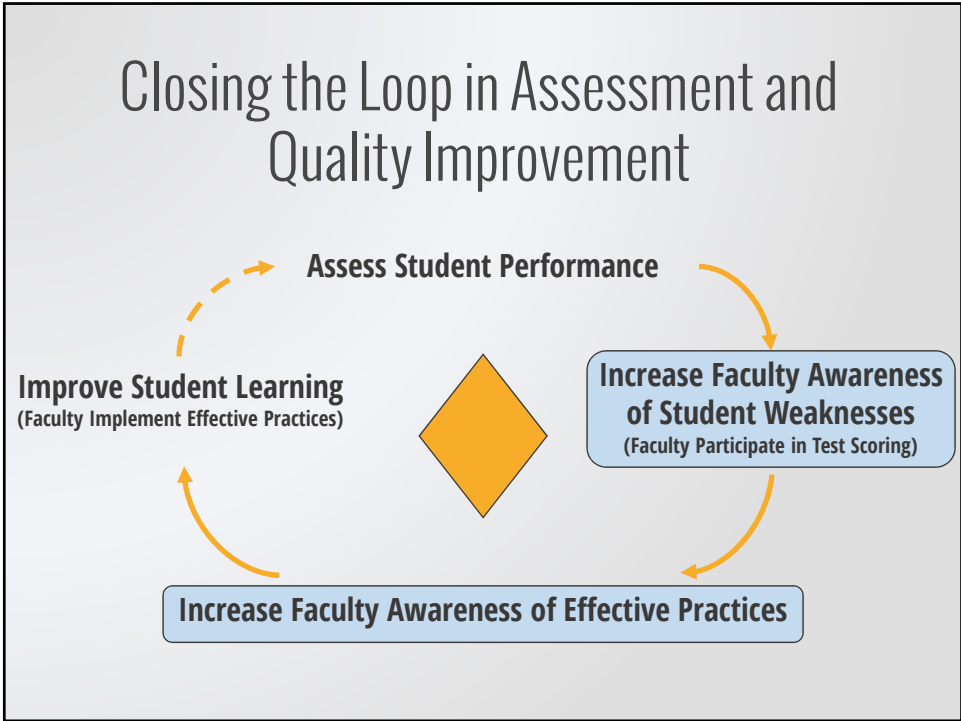 Closing the Loop in Assessment and
Quality Improvement
Assess Student Performance
Increase Faculty Awareness
of Student Weaknesses
(Faculty Participate in Test Scoring)
Increase Faculty Awareness of Effective Practices
Improve Student Learning
(Faculty Implement Effective Practices)